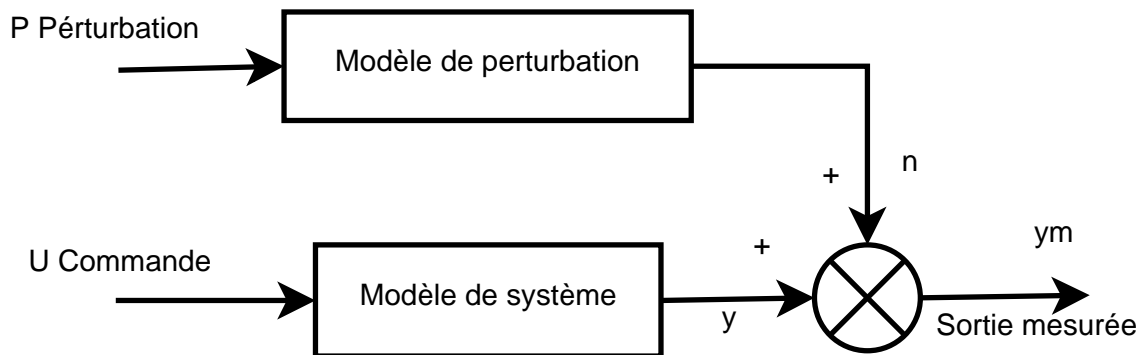 P Pérturbation
Modèle de perturbation
+
n
U Commande
Modèle de système
+
y
ym
Sortie mesurée